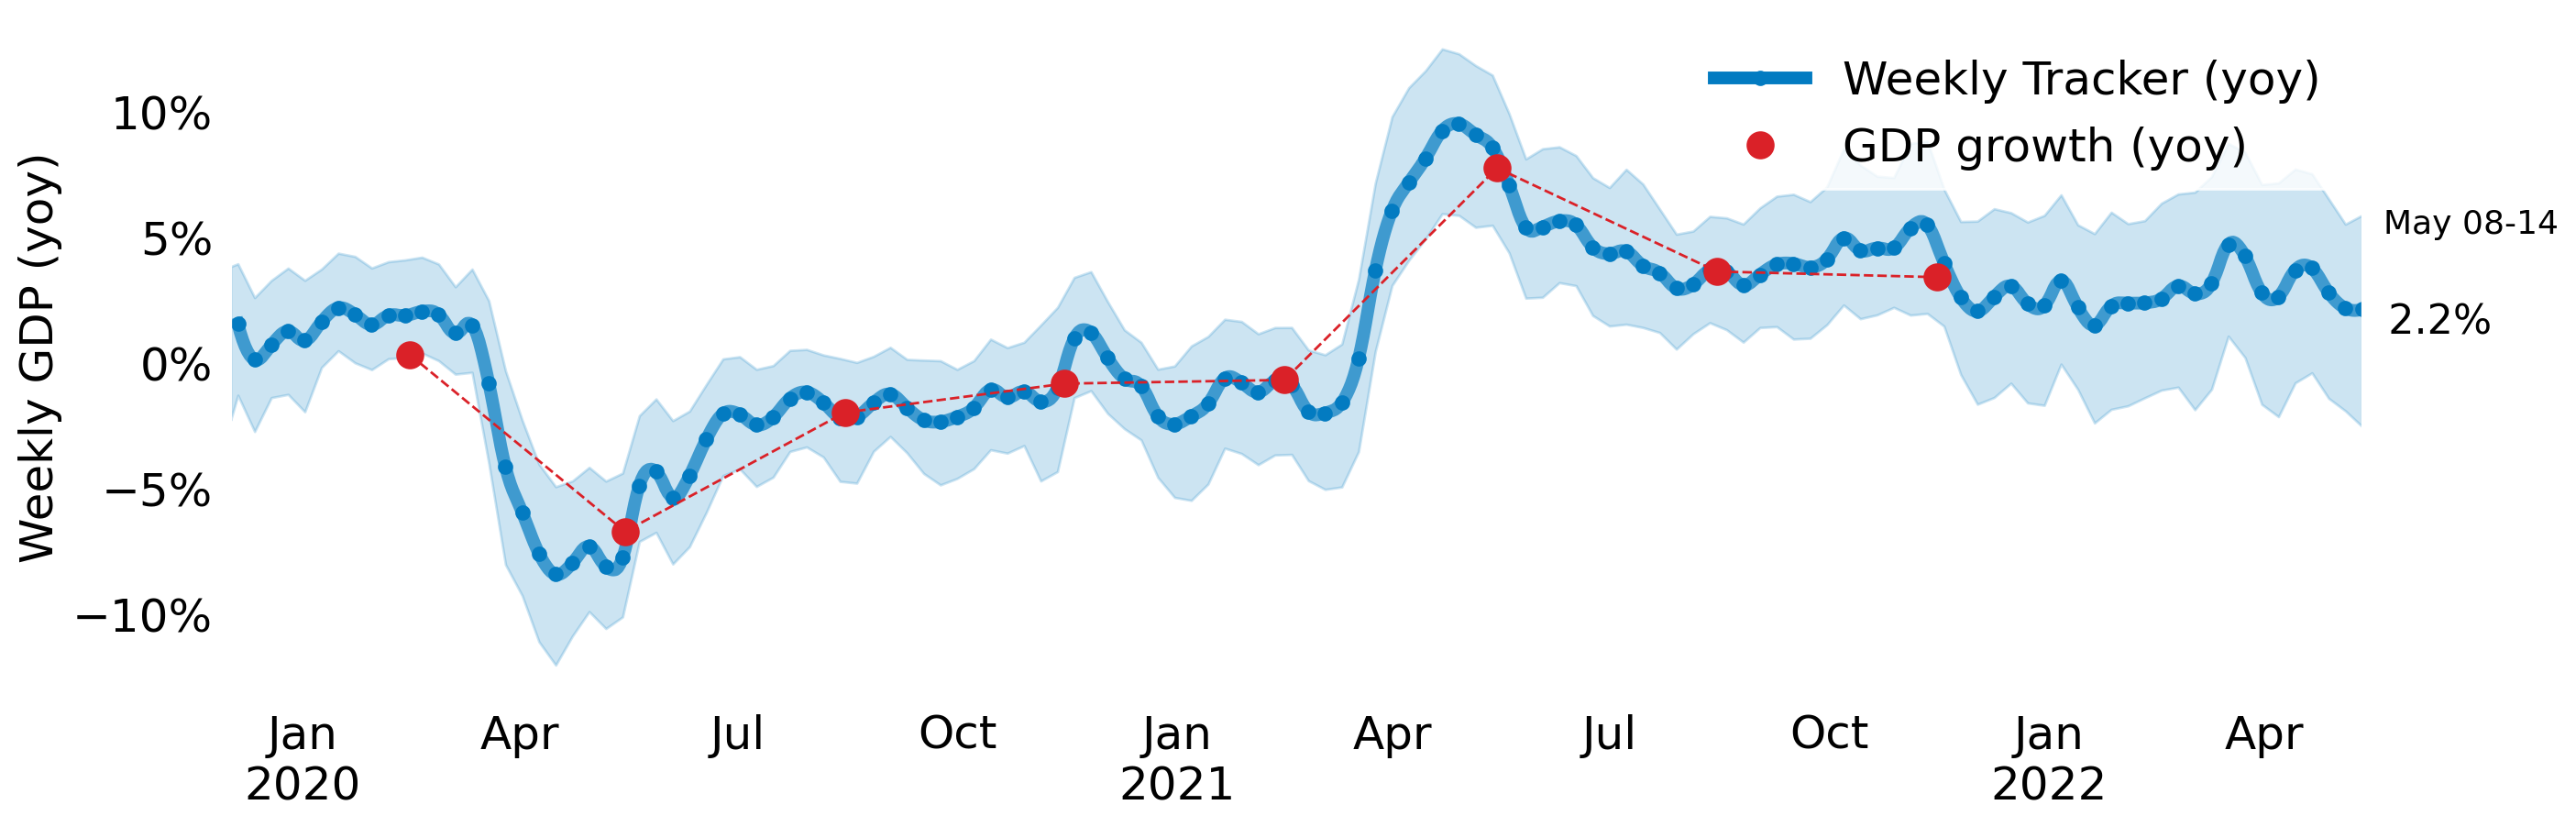 Weekly GDP (yoy)
10%
5%
0%
−5%
−10%
Weekly Tracker (yoy)
GDP growth (yoy)
May 08-14
2.2%
Jan Apr Jul Oct Jan Apr Jul Oct Jan Apr
2020 2021 2022